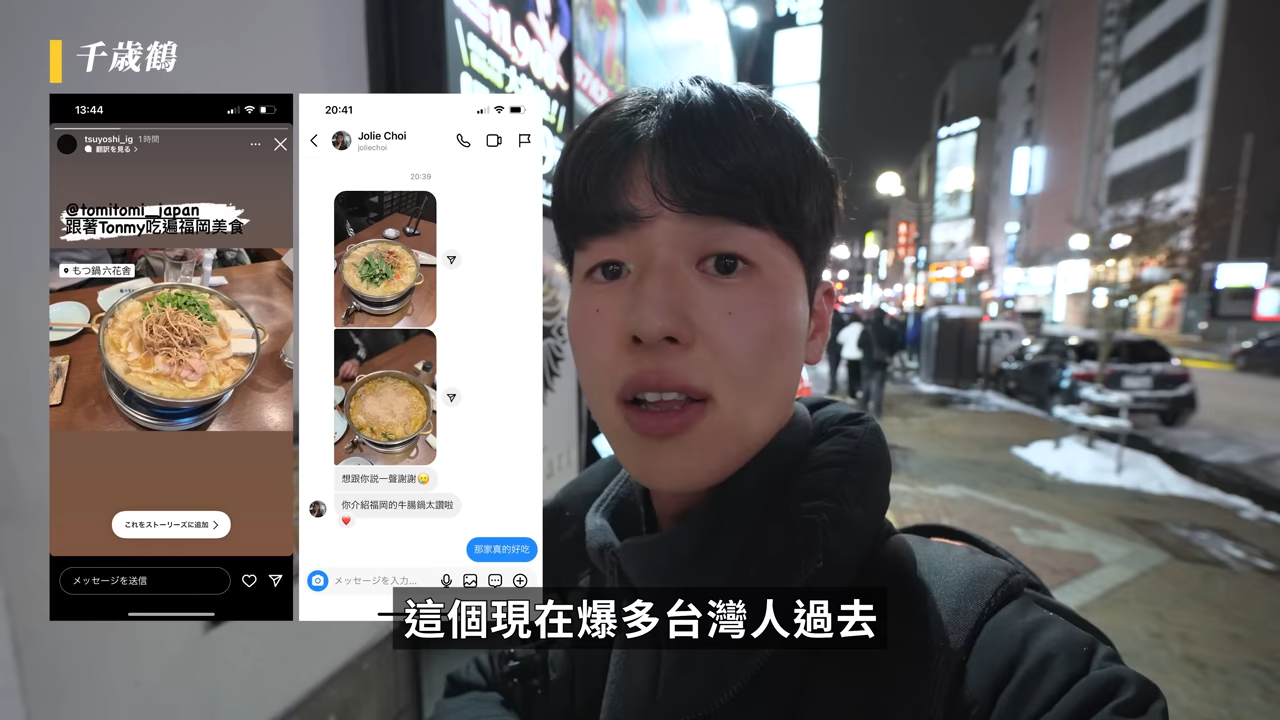 千歳鶴
13:44
tsuyoshi_ig 1時間
翻訳を見る >
@tomitomi_japan
跟著Tonmy吃遍福岡美食
もつ鍋 六花舎
これをストーリーズに追加 >
メッセージを送信
20:41
Jolie Choi
joliechoi
20:39
想跟你説一聲謝謝🥲
你介紹福岡的牛腸鍋太讚啦
❤️
那家真的好吃
メッセージを入力...
這個現在爆多台灣人過去